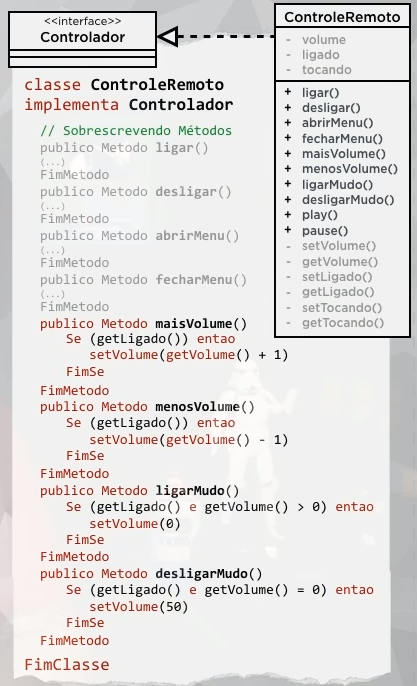 <<interface>>
Controlador
ControleRemoto
- volume
- ligado
- tocando
+ ligar()
+ desligar()
+ abrirMenu()
+ fecharMenu()
+ maisVolume()
+ menosVolume()
+ ligarMudo()
+ desligarMudo()
+ play()
+ pause()
- setVolume()
- getVolume()
- setLigado()
- getLigado()
- setTocando()
- getTocando()
classe ControleRemoto
implementa Controlador
// Sobrescrevendo Métodos
publico Metodo ligar()
(...)
FimMetodo
publico Metodo desligar()
(...)
FimMetodo
publico Metodo abrirMenu()
(...)
FimMetodo
publico Metodo fecharMenu()
(...)
FimMetodo
publico Metodo maisVolume()
Se (getLigado()) entao
setVolume(getVolume() + 1)
FimSe
FimMetodo
publico Metodo menosVolume()
Se (getLigado()) entao
setVolume(getVolume() - 1)
FimSe
FimMetodo
publico Metodo ligarMudo()
Se (getLigado() e getVolume() > 0) entao
setVolume(0)
FimSe
FimMetodo
publico Metodo desligarMudo()
Se (getLigado() e getVolume() = 0) entao
setVolume(50)
FimSe
FimMetodo
FimClasse